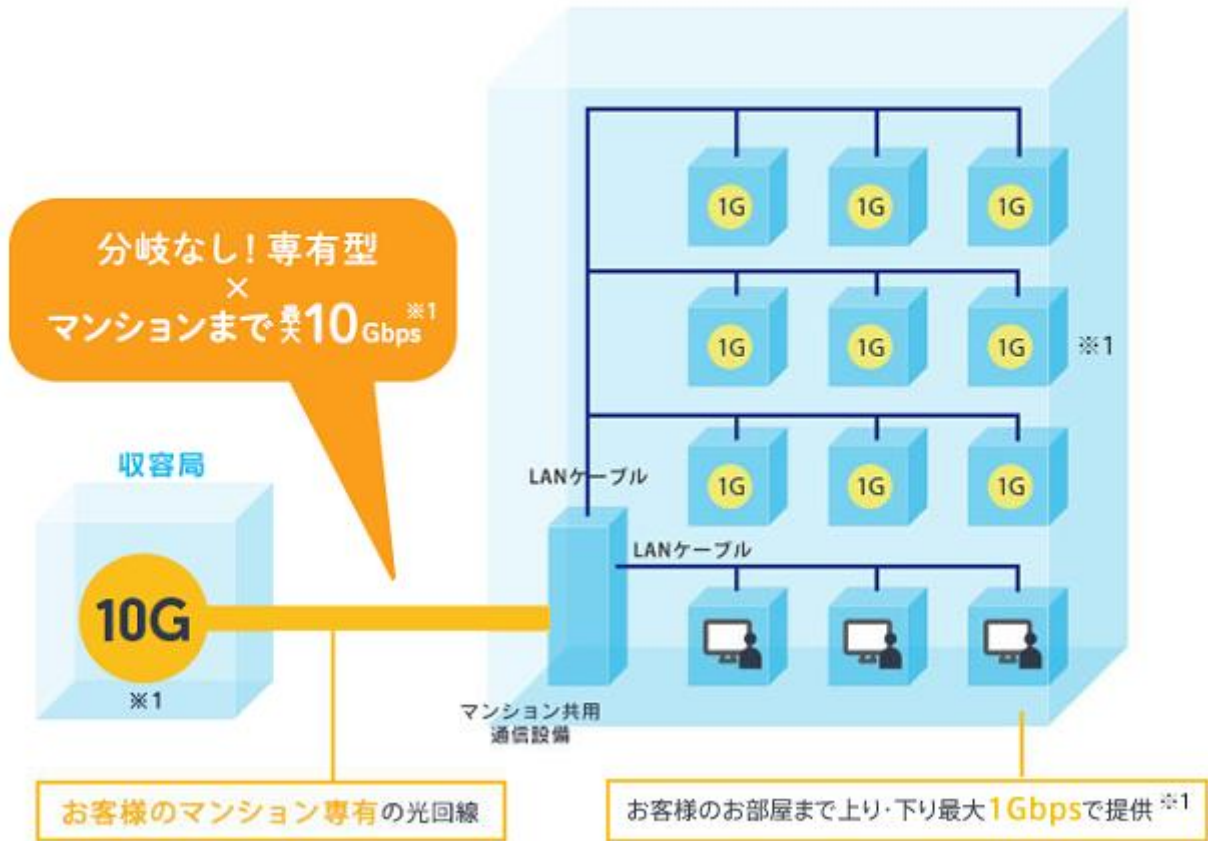 分岐なし！専有型
×
マンションまで最大10Gbps※1
収容局
10G
※1
1G 1G 1G
1G 1G 1G ※1
1G 1G 1G
LANケーブル
LANケーブル
マンション共用
通信設備
お客様のマンション専有の光回線
お客様のお部屋まで上り・下り最大1Gbpsで提供※1